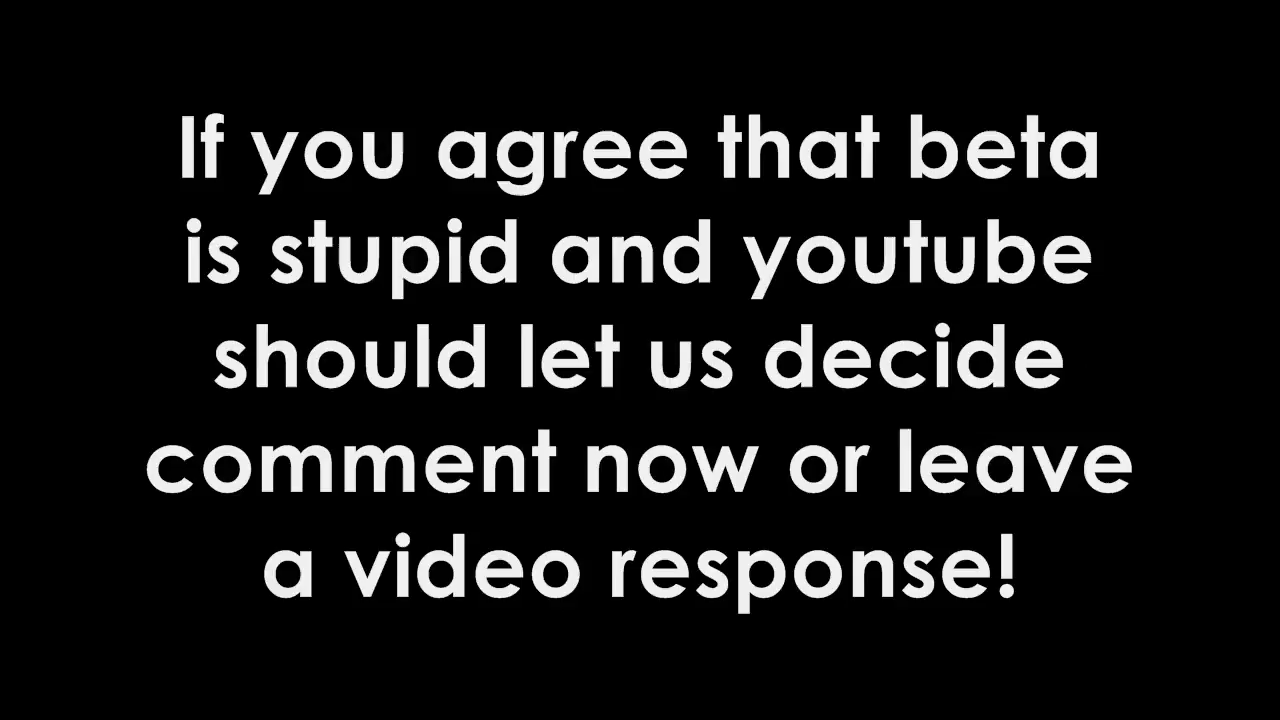 If you agree that beta
is stupid and youtube
should let us decide
comment now or leave
a video response!